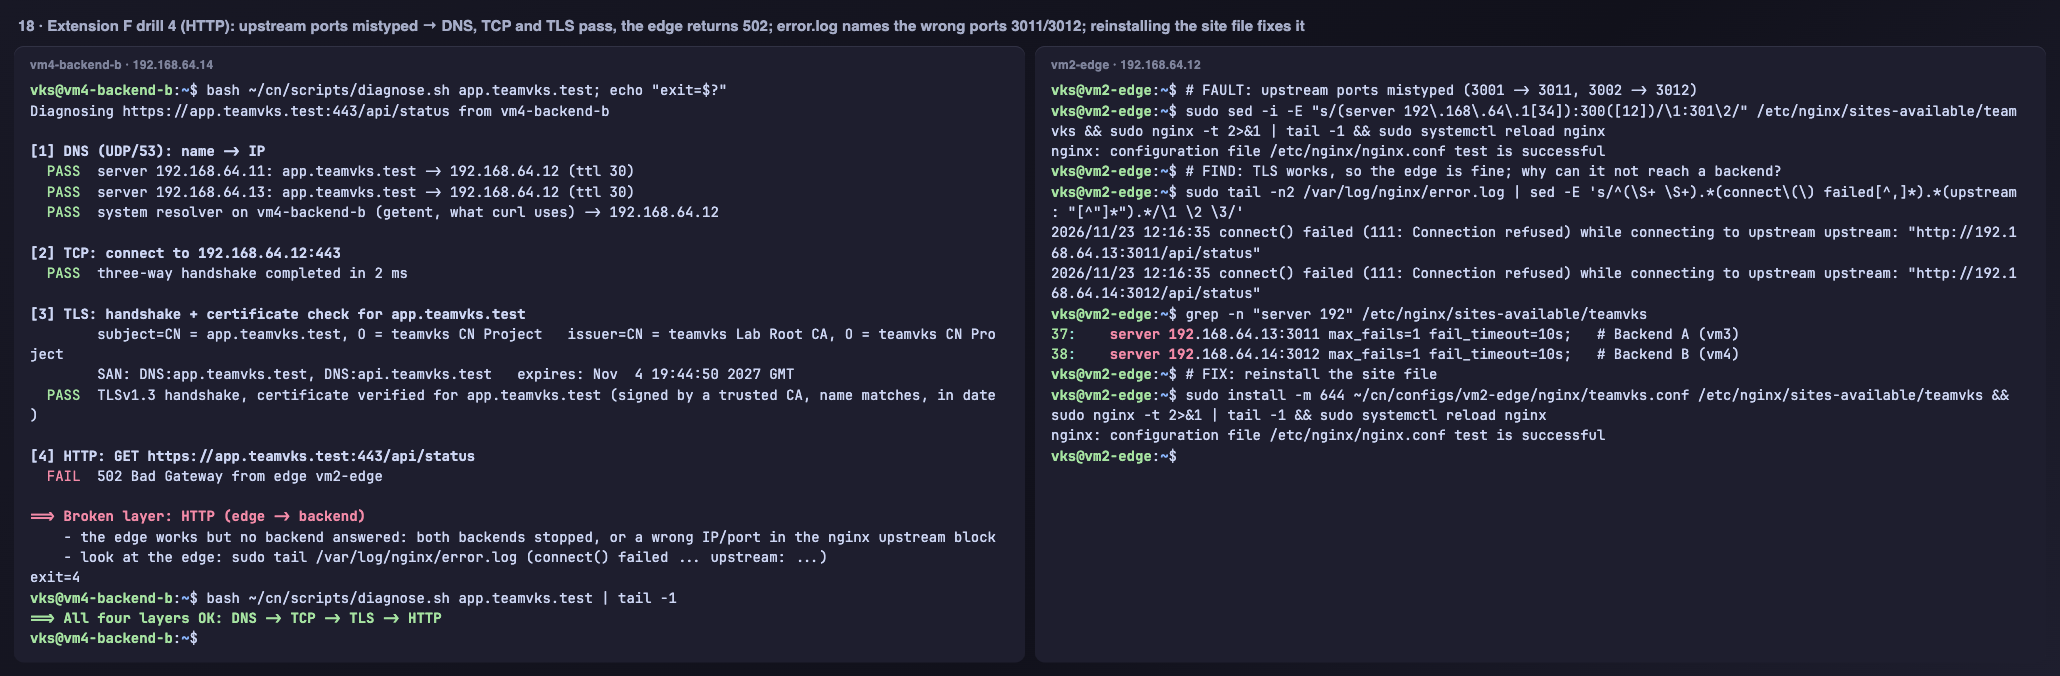 18 · Extension F drill 4 (HTTP): upstream ports mistyped → DNS, TCP and TLS pass, the edge returns 502; error.log names the wrong ports 3011/3012; reinstalling the site file fixes it
vm4-backend-b · 192.168.64.14
vks@vm4-backend-b:~$ bash ~/cn/scripts/diagnose.sh app.teamvks.test; echo "exit=$?"
Diagnosing https://app.teamvks.test:443/api/status from vm4-backend-b
[1] DNS (UDP/53): name → IP
PASS server 192.168.64.11: app.teamvks.test → 192.168.64.12 (ttl 30)
PASS server 192.168.64.13: app.teamvks.test → 192.168.64.12 (ttl 30)
PASS system resolver on vm4-backend-b (getent, what curl uses) → 192.168.64.12
[2] TCP: connect to 192.168.64.12:443
PASS three-way handshake completed in 2 ms
[3] TLS: handshake + certificate check for app.teamvks.test
subject=CN = app.teamvks.test, O = teamvks CN Project issuer=CN = teamvks Lab Root CA, O = teamvks CN Pro
ject
SAN: DNS:app.teamvks.test, DNS:api.teamvks.test expires: Nov 4 19:44:50 2027 GMT
PASS TLSv1.3 handshake, certificate verified for app.teamvks.test (signed by a trusted CA, name matches, in date
)
[4] HTTP: GET https://app.teamvks.test:443/api/status
FAIL 502 Bad Gateway from edge vm2-edge
⟹ Broken layer: HTTP (edge → backend)
- the edge works but no backend answered: both backends stopped, or a wrong IP/port in the nginx upstream block
- look at the edge: sudo tail /var/log/nginx/error.log (connect() failed ... upstream: ...)
exit=4
vks@vm4-backend-b:~$ bash ~/cn/scripts/diagnose.sh app.teamvks.test | tail -1
⟹ All four layers OK: DNS → TCP → TLS → HTTP
vks@vm4-backend-b:~$
vm2-edge · 192.168.64.12
vks@vm2-edge:~$ # FAULT: upstream ports mistyped (3001 → 3011, 3002 → 3012)
vks@vm2-edge:~$ sudo sed -i -E "s/(server 192\.168\.64\.1[34]):300([12])/\1:301\2/" /etc/nginx/sites-available/team
vks && sudo nginx -t 2>&1 | tail -1 && sudo systemctl reload nginx
nginx: configuration file /etc/nginx/nginx.conf test is successful
vks@vm2-edge:~$ # FIND: TLS works, so the edge is fine; why can it not reach a backend?
vks@vm2-edge:~$ sudo tail -n2 /var/log/nginx/error.log | sed -E 's/^(\S+ \S+).*(connect\(\) failed[^,]*).*(upstream
: "[^"]*").*/\1 \2 \3/'
2026/11/23 12:16:35 connect() failed (111: Connection refused) while connecting to upstream upstream: "http://192.1
68.64.13:3011/api/status"
2026/11/23 12:16:35 connect() failed (111: Connection refused) while connecting to upstream upstream: "http://192.1
68.64.14:3012/api/status"
vks@vm2-edge:~$ grep -n "server 192" /etc/nginx/sites-available/teamvks
37: server 192.168.64.13:3011 max_fails=1 fail_timeout=10s; # Backend A (vm3)
38: server 192.168.64.14:3012 max_fails=1 fail_timeout=10s; # Backend B (vm4)
vks@vm2-edge:~$ # FIX: reinstall the site file
vks@vm2-edge:~$ sudo install -m 644 ~/cn/configs/vm2-edge/nginx/teamvks.conf /etc/nginx/sites-available/teamvks &&
sudo nginx -t 2>&1 | tail -1 && sudo systemctl reload nginx
nginx: configuration file /etc/nginx/nginx.conf test is successful
vks@vm2-edge:~$